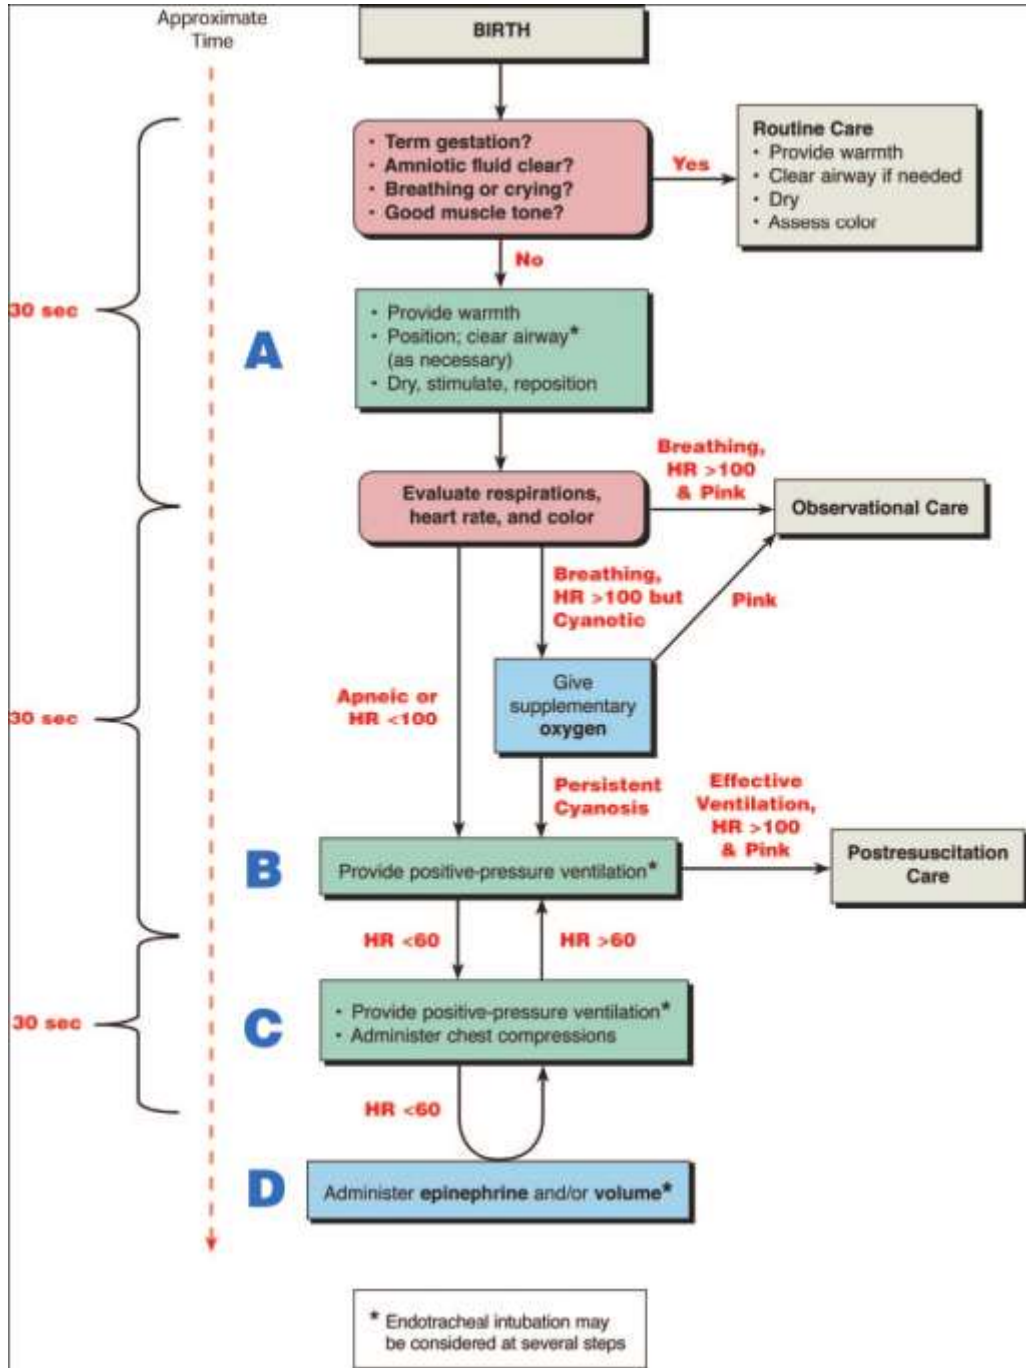 Approximate
Time
BIRTH
• Term gestation?
• Amniotic fluid clear?
• Breathing or crying?
• Good muscle tone?
Yes
Routine Care
• Provide warmth
• Clear airway if needed
• Dry
• Assess color
No
30 sec
A
• Provide warmth
• Position; clear airway*
(as necessary)
• Dry, stimulate, reposition
Evaluate respirations,
heart rate, and color
Breathing,
HR >100
& Pink
Observational Care
Breathing,
HR >100 but
Cyanotic
Pink
Give
supplementary
oxygen
Apneic or
HR <100
30 sec
Persistent
Cyanosis
Effective
Ventilation,
HR >100
& Pink
B
Provide positive-pressure ventilation*
Postresuscitation
Care
HR <60
HR >60
30 sec
C
• Provide positive-pressure ventilation*
• Administer chest compressions
HR <60
D
Administer epinephrine and/or volume*
* Endotracheal intubation may
be considered at several steps